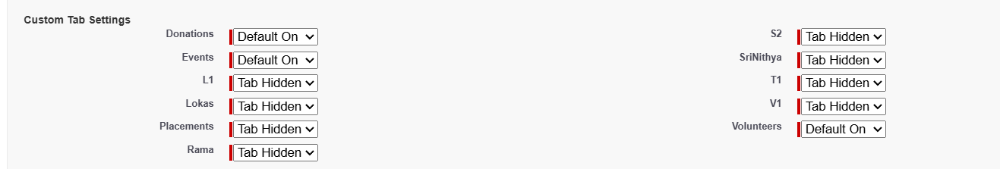 Custom Tab Settings
Donations Default On S2 Tab Hidden
Events Default On SriNithya Tab Hidden
L1 Tab Hidden T1 Tab Hidden
Lokas Tab Hidden V1 Tab Hidden
Placements Tab Hidden Volunteers Default On
Rama Tab Hidden